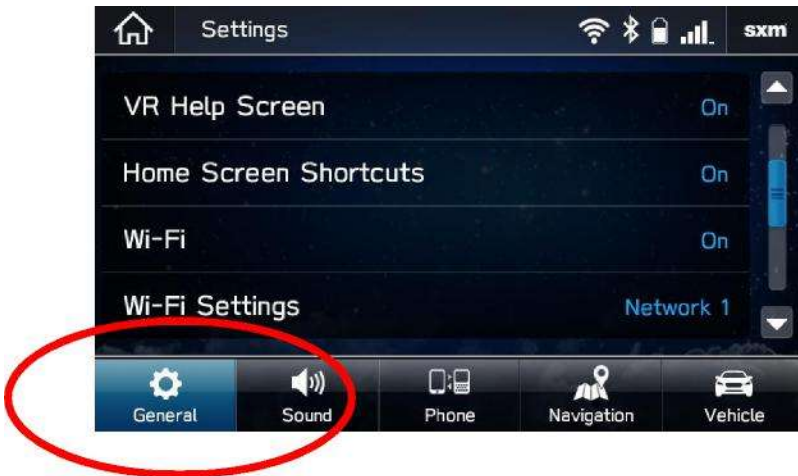 Settings sxm
VR Help Screen On
Home Screen Shortcuts On
Wi-Fi On
Wi-Fi Settings Network 1
General Sound Phone Navigation Vehicle